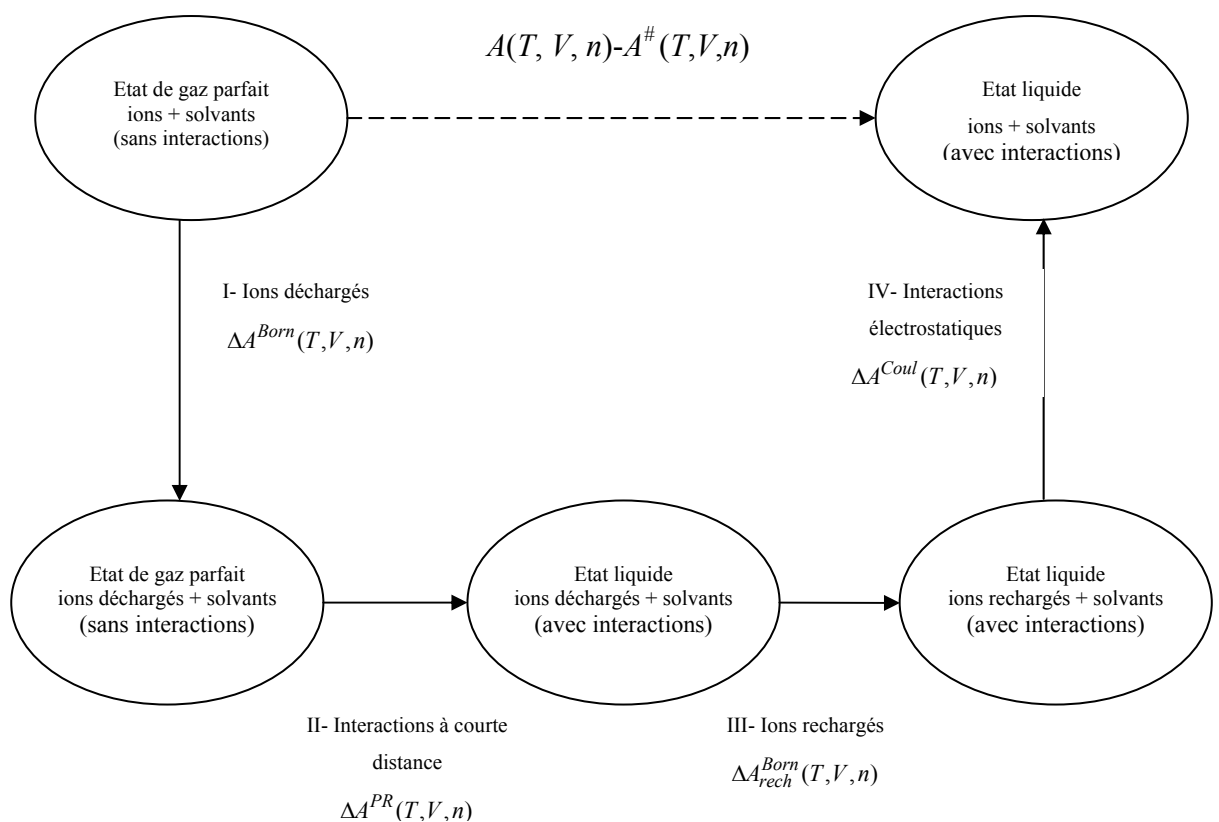 A(T, V, n)-A^#(T,V,n)
Etat de gaz parfait
ions + solvants
(sans interactions)
Etat liquide
ions + solvants
(avec interactions)
I- Ions déchargés
ΔA^{Born}(T,V,n)
IV- Interactions
électrostatiques
ΔA^{Coul}(T,V,n)
Etat de gaz parfait
ions déchargés + solvants
(sans interactions)
Etat liquide
ions déchargés + solvants
(avec interactions)
Etat liquide
ions rechargés + solvants
(avec interactions)
II- Interactions à courte
distance
ΔA^{PR}(T,V,n)
III- Ions rechargés
ΔA^{Born}_{rech}(T,V,n)